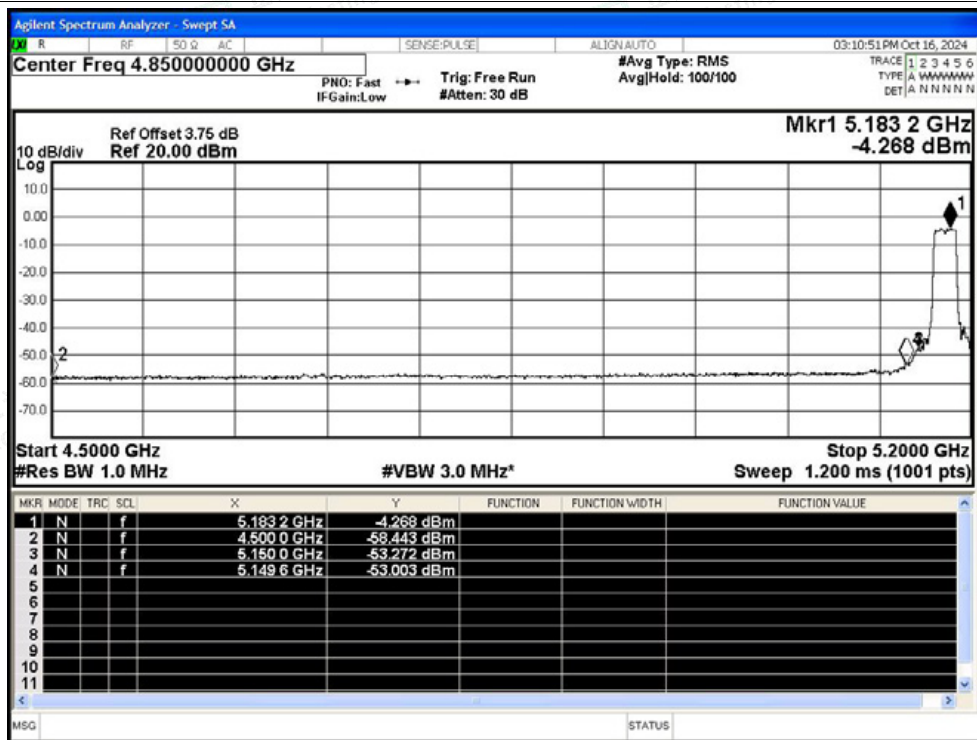 Agilent Spectrum Analyzer - Swept SA
R RF 50 Ω AC SENSE:PULSE ALIGN AUTO 03:10:51 PM Oct 16, 2024
Center Freq 4.850000000 GHz #Avg Type: RMS TRACE 1 2 3 4 5 6
PNO: Fast Trig: Free Run Avg|Hold: 100/100 TYPE A WWWWW
IFGain:Low #Atten: 30 dB DET A N N N N N
Mkr1 5.183 2 GHz
Ref Offset 3.75 dB
10 dB/div Ref 20.00 dBm -4.268 dBm
Log
10.0
1
0.00
-10.0
-20.0
-30.0
-40.0
-50.0 2
-60.0
-70.0
Start 4.5000 GHz Stop 5.2000 GHz
#Res BW 1.0 MHz #VBW 3.0 MHz* Sweep 1.200 ms (1001 pts)
MKR MODE TRC SCL X Y FUNCTION FUNCTION WIDTH FUNCTION VALUE
1 N f 5.183 2 GHz -4.268 dBm
2 N f 4.500 0 GHz -58.443 dBm
3 N f 5.150 0 GHz -53.272 dBm
4 N f 5.149 6 GHz -53.003 dBm
5
6
7
8
9
10
11
MSG STATUS